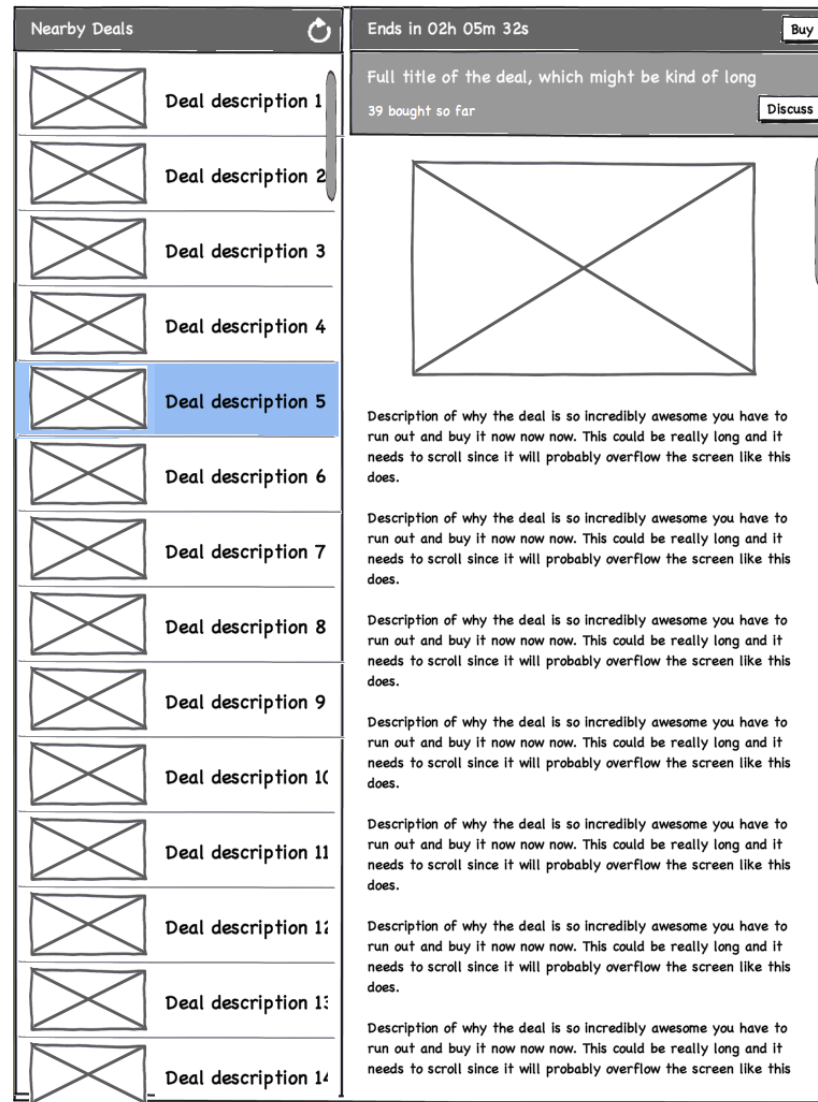 Nearby Deals
Deal description 1
Deal description 2
Deal description 3
Deal description 4
Deal description 5
Deal description 6
Deal description 7
Deal description 8
Deal description 9
Deal description 10
Deal description 11
Deal description 12
Deal description 13
Deal description 14
Ends in 02h 05m 32s
Buy
Full title of the deal, which might be kind of long
39 bought so far
Discuss
Description of why the deal is so incredibly awesome you have to
run out and buy it now now now. This could be really long and it
needs to scroll since it will probably overflow the screen like this
does.
Description of why the deal is so incredibly awesome you have to
run out and buy it now now now. This could be really long and it
needs to scroll since it will probably overflow the screen like this
does.
Description of why the deal is so incredibly awesome you have to
run out and buy it now now now. This could be really long and it
needs to scroll since it will probably overflow the screen like this
does.
Description of why the deal is so incredibly awesome you have to
run out and buy it now now now. This could be really long and it
needs to scroll since it will probably overflow the screen like this
does.
Description of why the deal is so incredibly awesome you have to
run out and buy it now now now. This could be really long and it
needs to scroll since it will probably overflow the screen like this
does.
Description of why the deal is so incredibly awesome you have to
run out and buy it now now now. This could be really long and it
needs to scroll since it will probably overflow the screen like this
does.
Description of why the deal is so incredibly awesome you have to
run out and buy it now now now. This could be really long and it
needs to scroll since it will probably overflow the screen like this